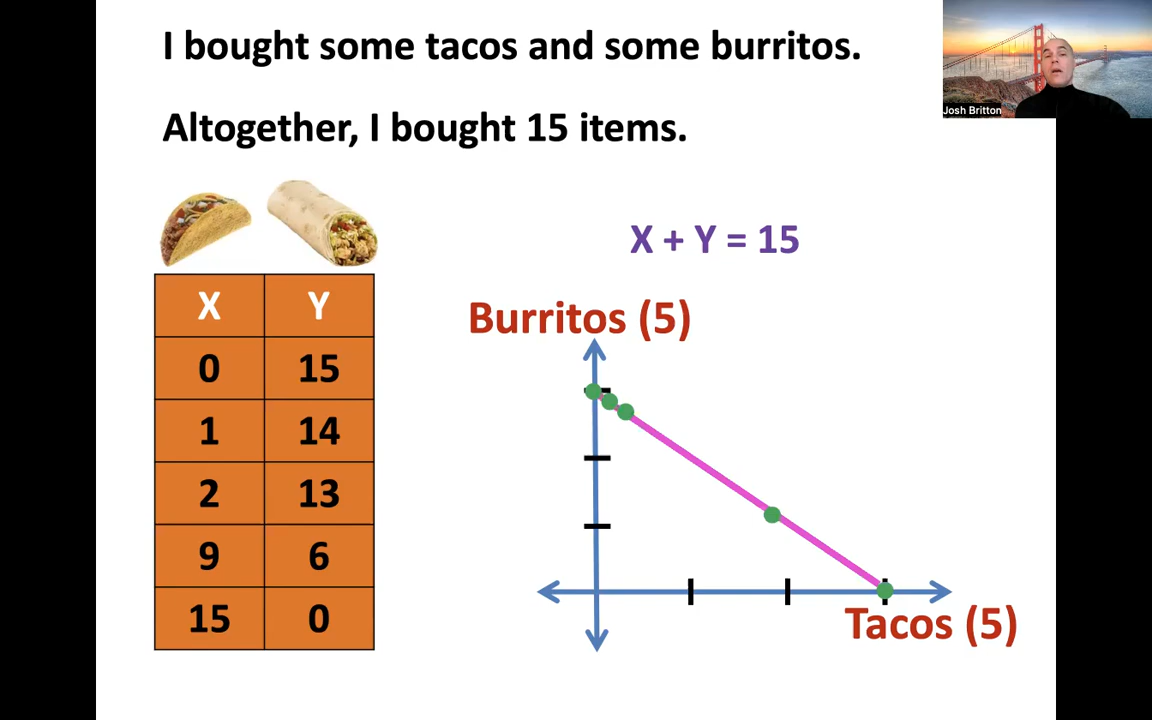 I bought some tacos and some burritos.
Josh Britton
Altogether, I bought 15 items.
X + Y = 15
X Y
0 15
1 14
2 13
9 6
15 0
Burritos (5)
Tacos (5)